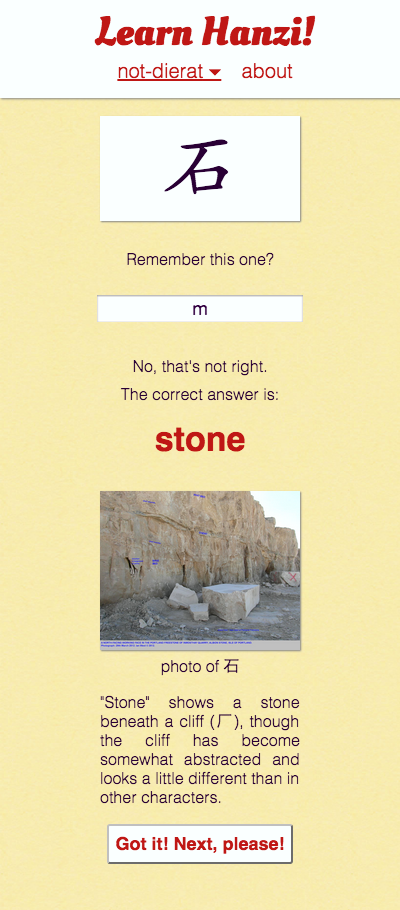 Learn Hanzi!
not-dierat about
石
Remember this one?
m
No, that's not right.
The correct answer is:
stone
photo of 石
"Stone" shows a stone
beneath a cliff (厂), though
the cliff has become
somewhat abstracted and
looks a little different than in
other characters.
Got it! Next, please!